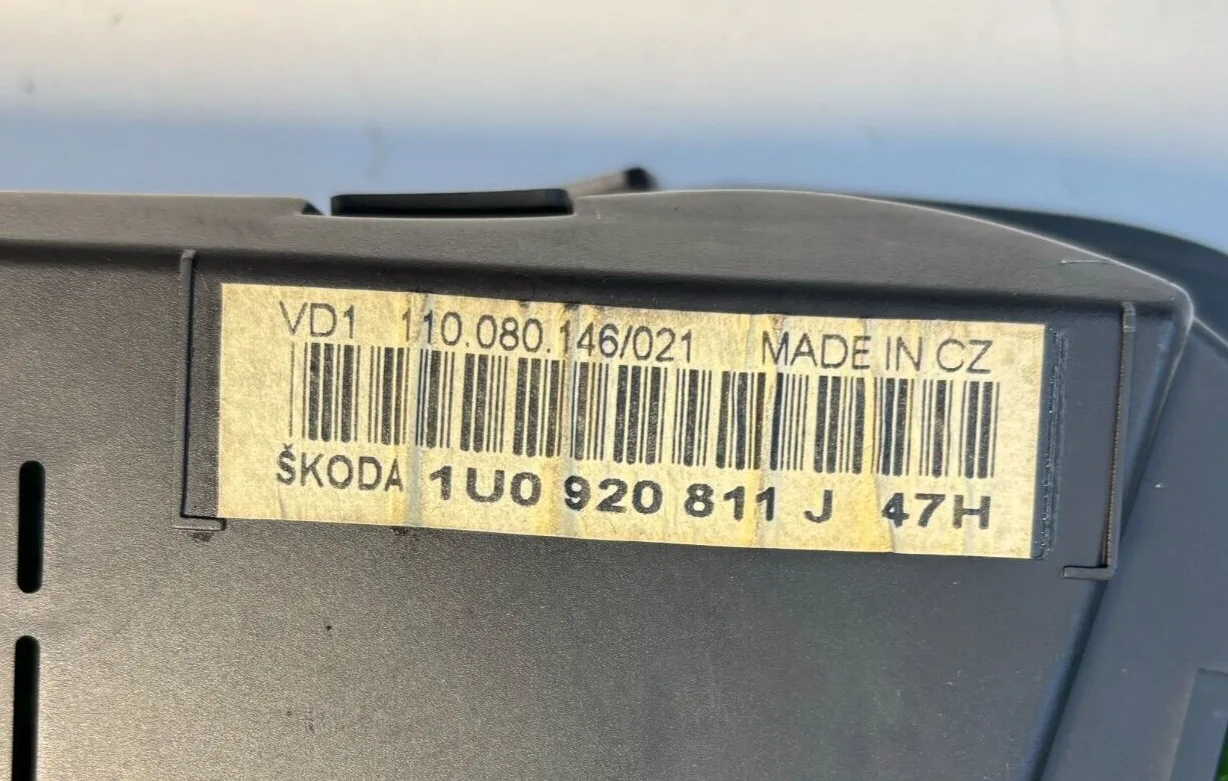 VD1 110.080.146/021 MADE IN CZ
ŠKODA 1U0 920 811 J 47H